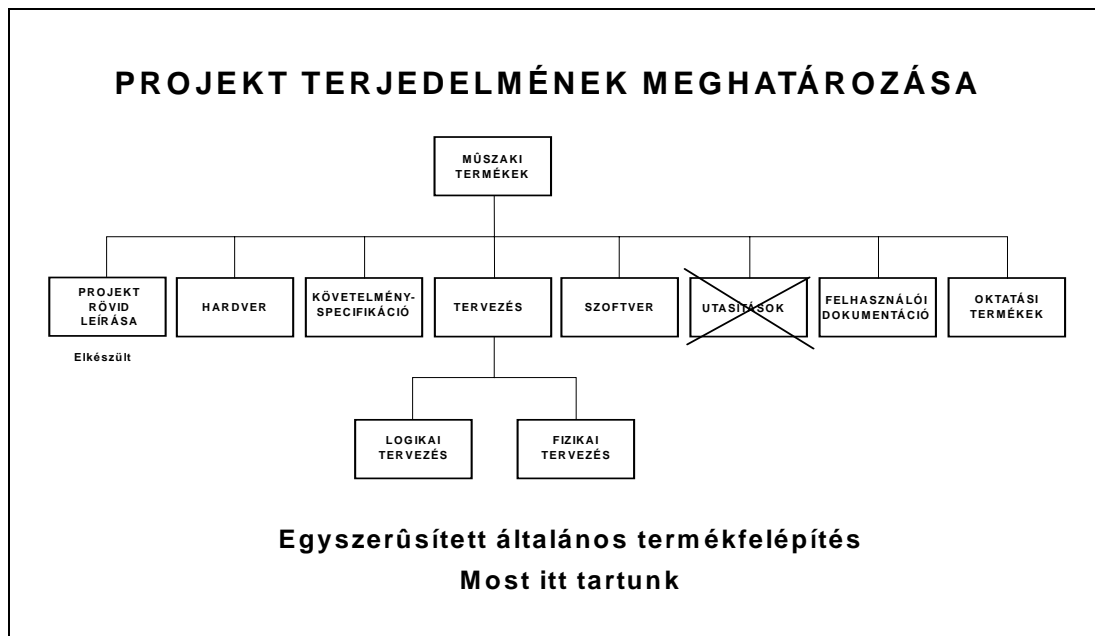 PROJEKT TERJEDELMÉNEK MEGHATÁROZÁSA
MÛSZAKI
TERMÉKEK
PROJEKT
RÖVID
LEÍRÁSA
HARDVER
KÖVETELMÉNY-
SPECIFIKÁCIÓ
TERVEZÉS
SZOFTVER
UTASÍTÁSOK
FELHASZNÁLÓI
DOKUMENTÁCIÓ
OKTATÁSI
TERMÉKEK
Elkészült
LOGIKAI
TERVEZÉS
FIZIKAI
TERVEZÉS
Egyszerûsített általános termékfelépítés
Most itt tartunk